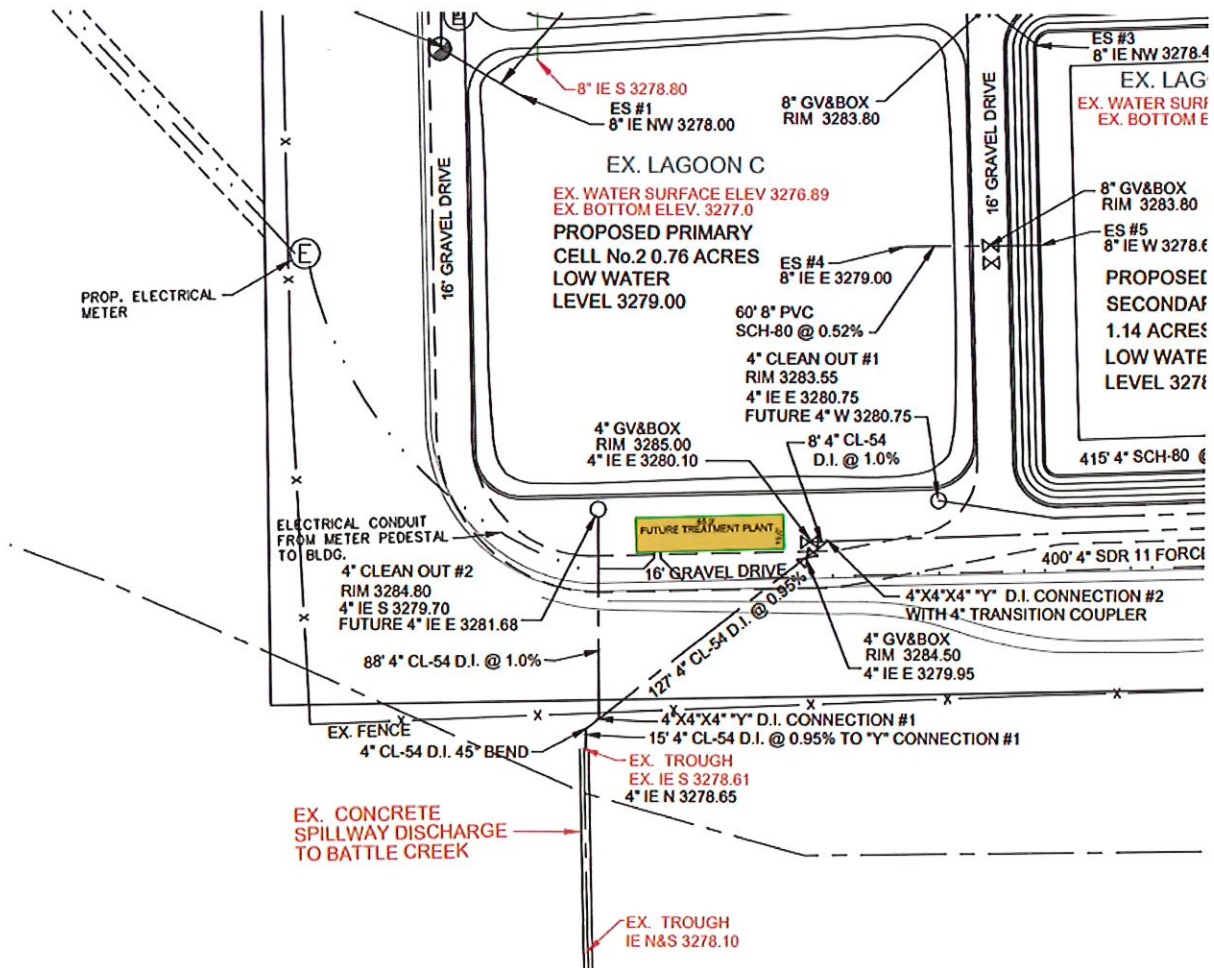 ES #3
8" IE NW 3278.4
8" IE S 3278.80
ES #1
8" IE NW 3278.00
8" GV&BOX
RIM 3283.80
EX. LAG
EX. WATER SURF
EX. BOTTOM E
16' GRAVEL DRIVE
EX. LAGOON C
EX. WATER SURFACE ELEV 3276.89
EX. BOTTOM ELEV. 3277.0
PROPOSED PRIMARY
CELL No.2 0.76 ACRES
LOW WATER
LEVEL 3279.00
16' GRAVEL DRIVE
8" GV&BOX
RIM 3283.80
ES #5
8" IE W 3278.6
ES #4
8" IE E 3279.00
E
PROP. ELECTRICAL
METER
PROPOSED
SECONDAR
1.14 ACRES
LOW WATE
LEVEL 3278
60' 8" PVC
SCH-80 @ 0.52%
4" CLEAN OUT #1
RIM 3283.55
4" IE E 3280.75
FUTURE 4" W 3280.75
4" GV&BOX
RIM 3285.00
4" IE E 3280.10
8' 4" CL-54
D.I. @ 1.0%
415' 4" SCH-80 @
ELECTRICAL CONDUIT
FROM METER PEDESTAL
TO BLDG.
FUTURE TREATMENT PLANT
16' GRAVEL DRIVE
400' 4" SDR 11 FORCE
4" CLEAN OUT #2
RIM 3284.80
4" IE S 3279.70
FUTURE 4" IE E 3281.68
4"X4"X4" "Y" D.I. CONNECTION #2
WITH 4" TRANSITION COUPLER
4" GV&BOX
RIM 3284.50
4" IE E 3279.95
88' 4" CL-54 D.I. @ 1.0%
127' 4" CL-54 D.I. @ 0.95%
EX. FENCE
4"X4"X4" "Y" D.I. CONNECTION #1
4" CL-54 D.I. 45° BEND
15' 4" CL-54 D.I. @ 0.95% TO "Y" CONNECTION #1
EX. TROUGH
EX. IE S 3278.61
4" IE N 3278.65
EX. CONCRETE
SPILLWAY DISCHARGE
TO BATTLE CREEK
EX. TROUGH
IE N&S 3278.10